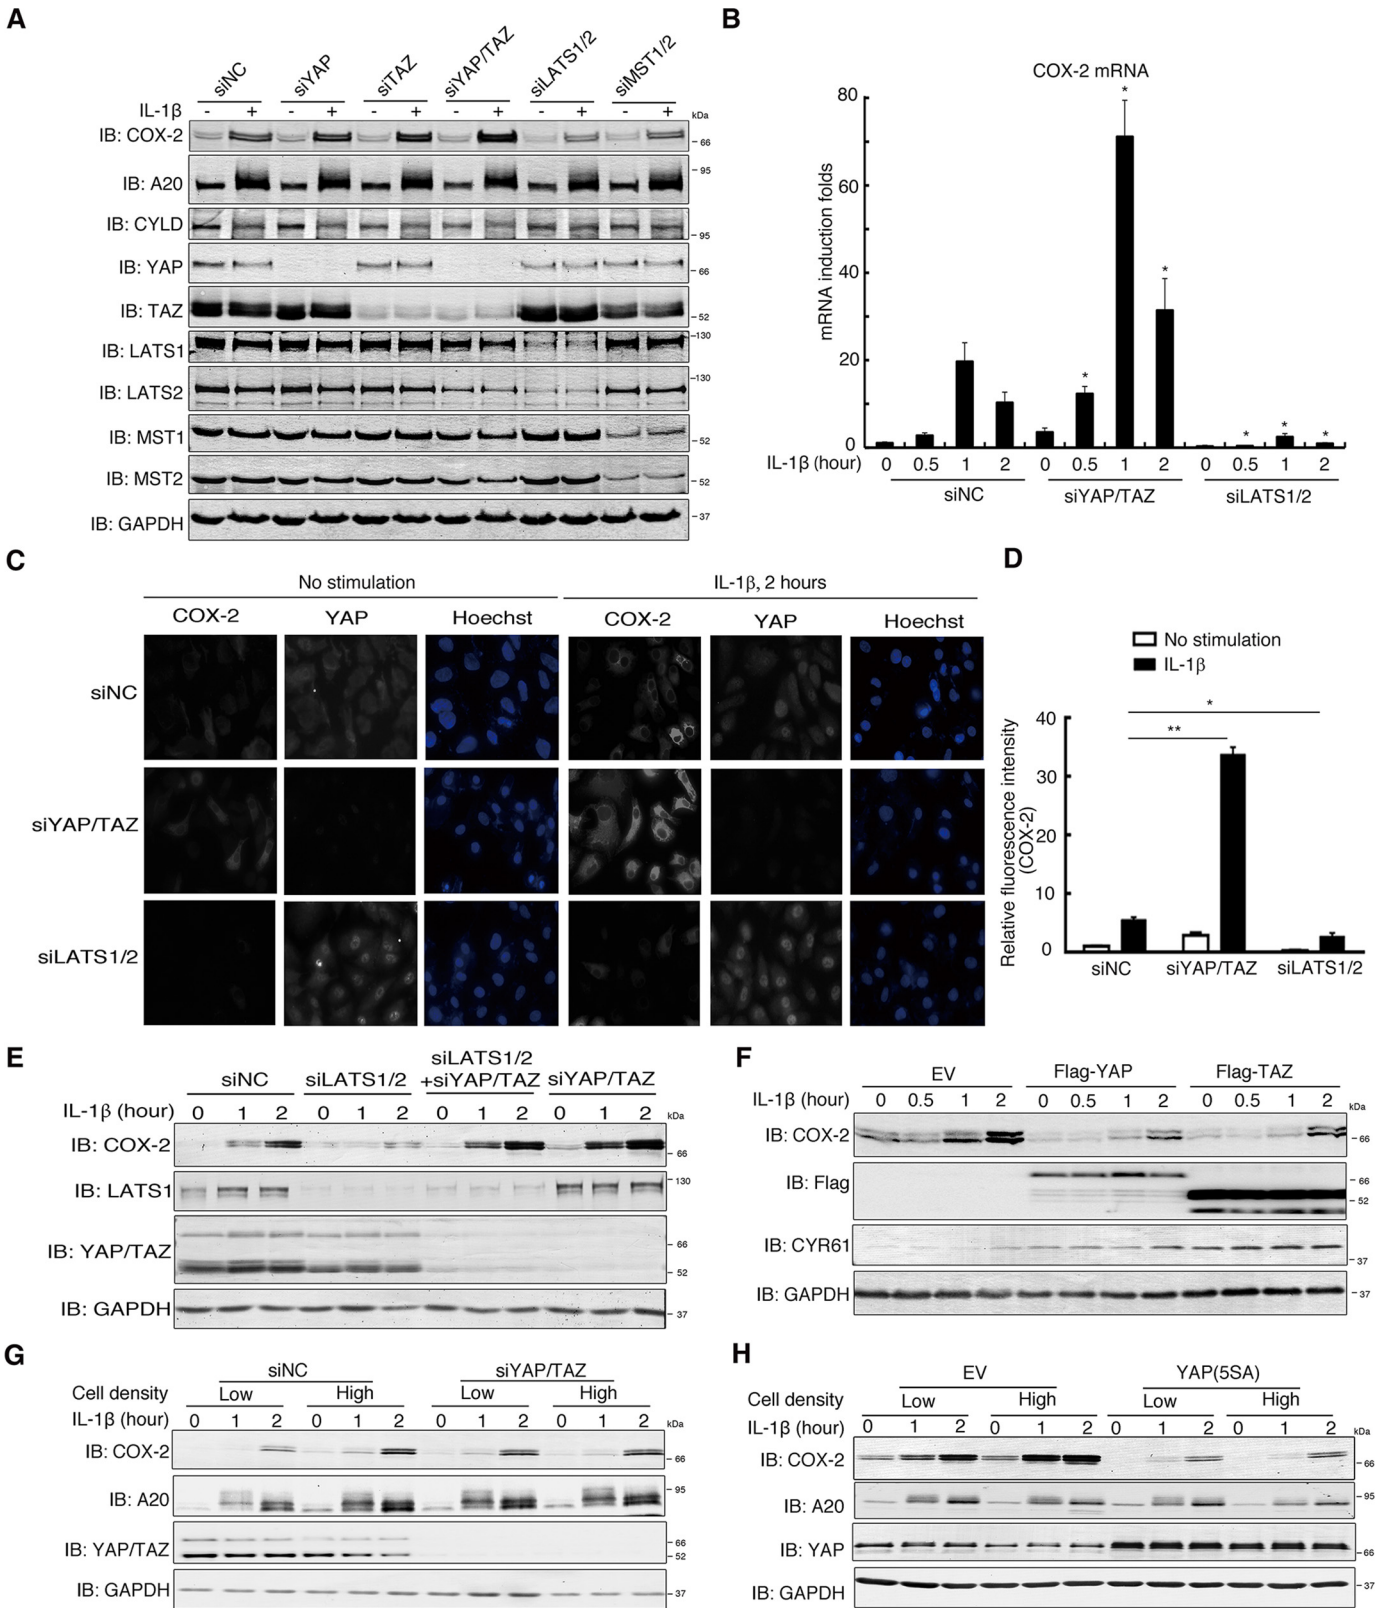 A
siNC siYAP siTAZ siYAP/TAZ siLATS1/2 siMST1/2
IL-1β - + - + - + - + - + - + kDa
IB: COX-2 66
IB: A20 95
IB: CYLD 95
IB: YAP 66
IB: TAZ 52
IB: LATS1 130
IB: LATS2 130
IB: MST1 52
IB: MST2 52
IB: GAPDH 37
B
COX-2 mRNA
mRNA induction folds
80
60
40
20
0
* * * * * *
IL-1β (hour) 0 0.5 1 2 0 0.5 1 2 0 0.5 1 2
siNC siYAP/TAZ siLATS1/2
C
No stimulation IL-1β, 2 hours
COX-2 YAP Hoechst COX-2 YAP Hoechst
siNC
siYAP/TAZ
siLATS1/2
D
No stimulation
IL-1β
Relative fluorescence intensity
(COX-2)
40
30
20
10
0
*
**
siNC siYAP/TAZ siLATS1/2
E
siNC siLATS1/2 siLATS1/2 +siYAP/TAZ siYAP/TAZ
IL-1β (hour) 0 1 2 0 1 2 0 1 2 0 1 2 kDa
IB: COX-2 66
IB: LATS1 130
IB: YAP/TAZ 66 52
IB: GAPDH 37
F
EV Flag-YAP Flag-TAZ
IL-1β (hour) 0 0.5 1 2 0 0.5 1 2 0 0.5 1 2 kDa
IB: COX-2 66
IB: Flag 66 52
IB: CYR61 37
IB: GAPDH 37
G
siNC siYAP/TAZ
Cell density Low High Low High
IL-1β (hour) 0 1 2 0 1 2 0 1 2 0 1 2 kDa
IB: COX-2 66
IB: A20 95
IB: YAP/TAZ 66 52
IB: GAPDH 37
H
EV YAP(5SA)
Cell density Low High Low High
IL-1β (hour) 0 1 2 0 1 2 0 1 2 0 1 2 kDa
IB: COX-2 66
IB: A20 95
IB: YAP 66
IB: GAPDH 37